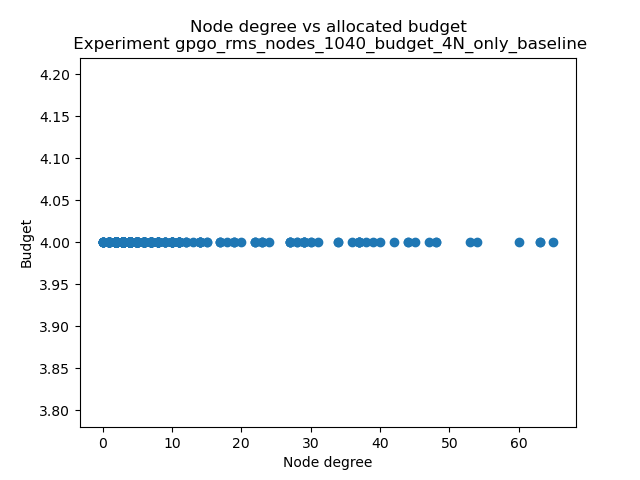 Node degree vs allocated budget
Experiment gpgo_rms_nodes_1040_budget_4N_only_baseline
4.20
4.15
4.10
4.05
4.00
3.95
3.90
3.85
3.80
Budget
0 10 20 30 40 50 60
Node degree